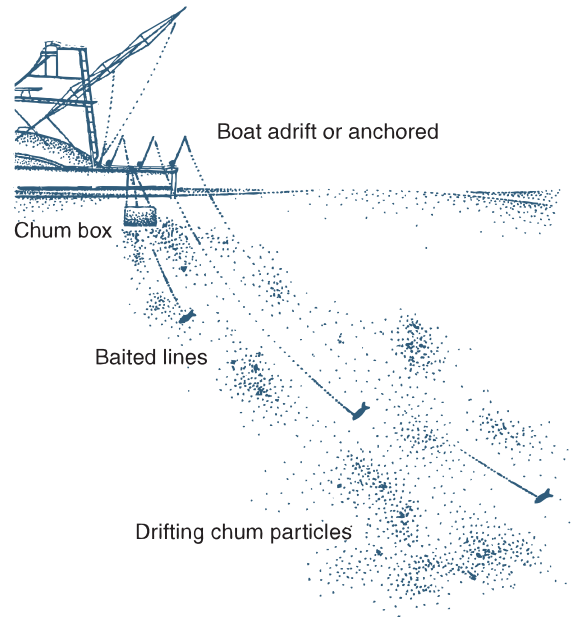 Boat adrift or anchored
Chum box
Baited lines
Drifting chum particles